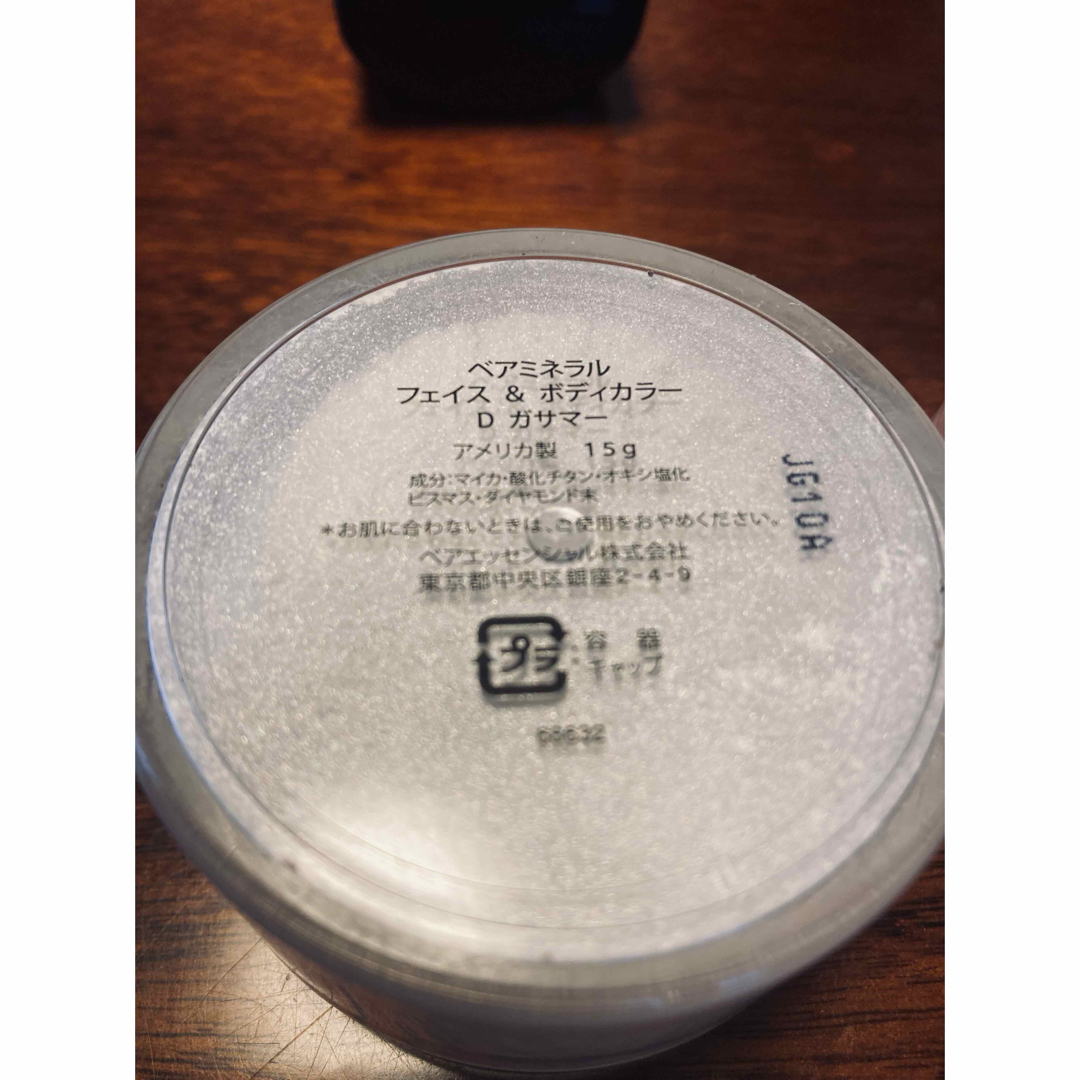 ベアミネラル
フェイス & ボディカラー
D ガサマー
アメリカ製 15g
成分:マイカ・酸化チタン・オキシ塩化
ビスマス・ダイヤモンド末
*お肌に合わないときは、ご使用をおやめください。
ベアエッセンシャル株式会社
東京都中央区銀座2-4-9
プラ
:容器
キャップ
68632
JG10A